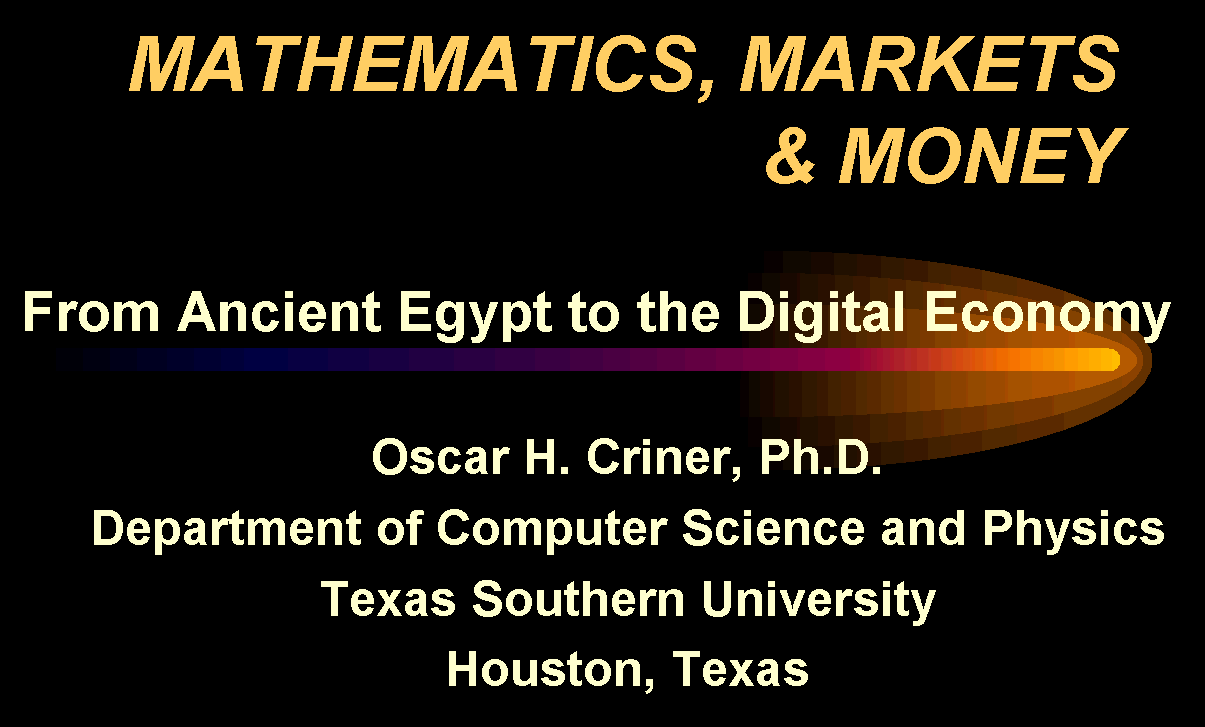 MATHEMATICS, MARKETS
& MONEY
From Ancient Egypt to the Digital Economy
Oscar H. Criner, Ph.D.
Department of Computer Science and Physics
Texas Southern University
Houston, Texas